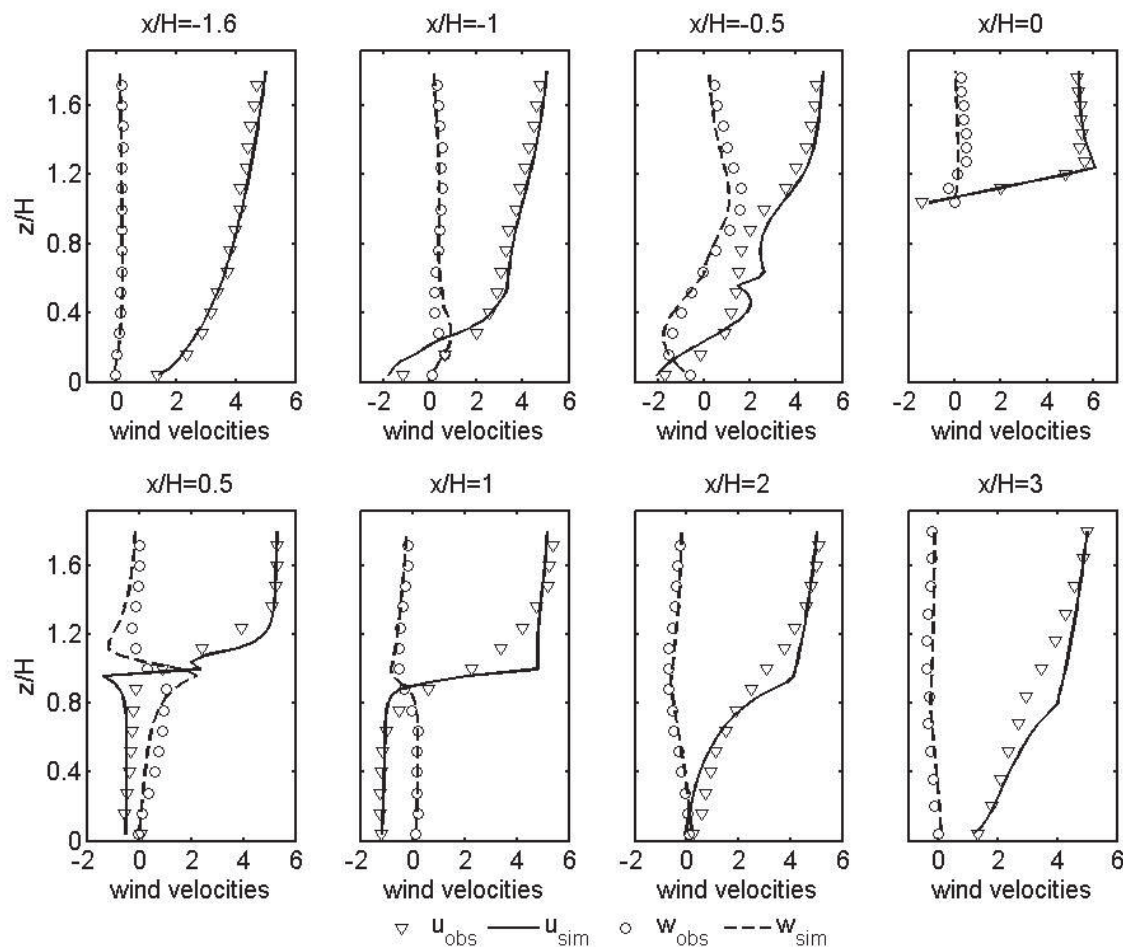 x/H=-1.6 x/H=-1 x/H=-0.5 x/H=0
z/H
1.6
1.2
0.8
0.4
0
0 2 4 6
-2 0 2 4 6
-2 0 2 4 6
-2 0 2 4 6
wind velocities wind velocities wind velocities wind velocities
x/H=0.5 x/H=1 x/H=2 x/H=3
z/H
1.6
1.2
0.8
0.4
0
-2 0 2 4 6
-2 0 2 4 6
-2 0 2 4 6
0 2 4 6
wind velocities wind velocities wind velocities wind velocities
u_obs u_sim w_obs w_sim